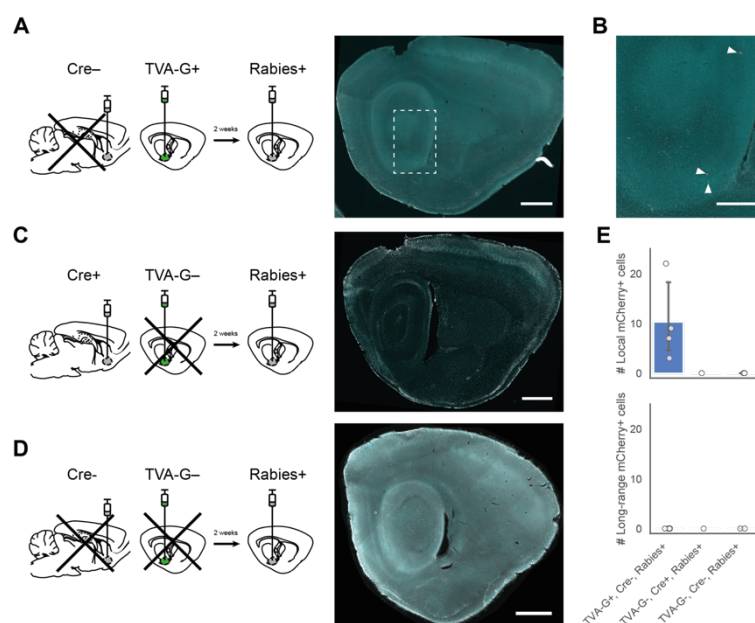 A
B
Cre–
TVA-G+
Rabies+
2 weeks
C
E
Cre+
TVA-G–
Rabies+
2 weeks
# Local mCherry+ cells
20
10
0
D
Cre-
TVA-G–
Rabies+
2 weeks
# Long-range mCherry+ cells
20
10
0
TVA-G+, Cre-, Rabies+
TVA-G-, Cre+, Rabies+
TVA-G-, Cre-, Rabies+